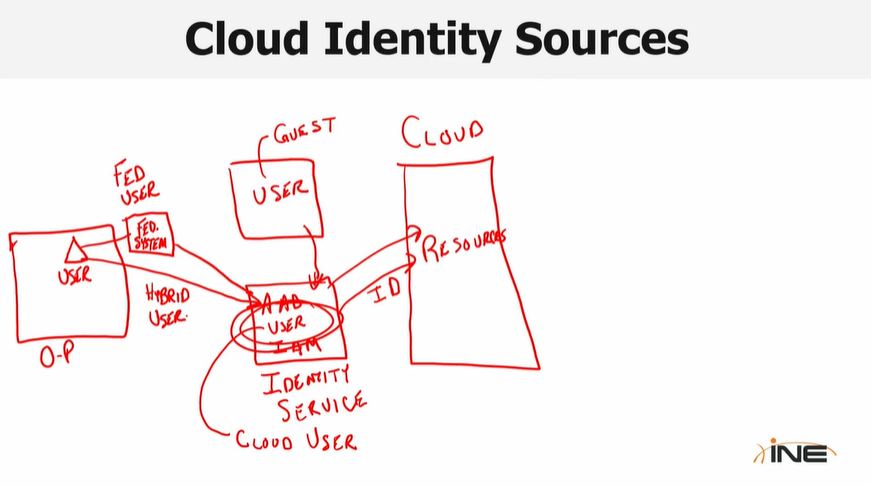 Cloud Identity Sources
GUEST
CLOUD
FED
USER
USER
FED.
SYSTEM
USER
RESOURCES
HYBRID
USER.
AAD
USER
IAM
ID
O-P
IDENTITY
SERVICE
CLOUD USER
iNE